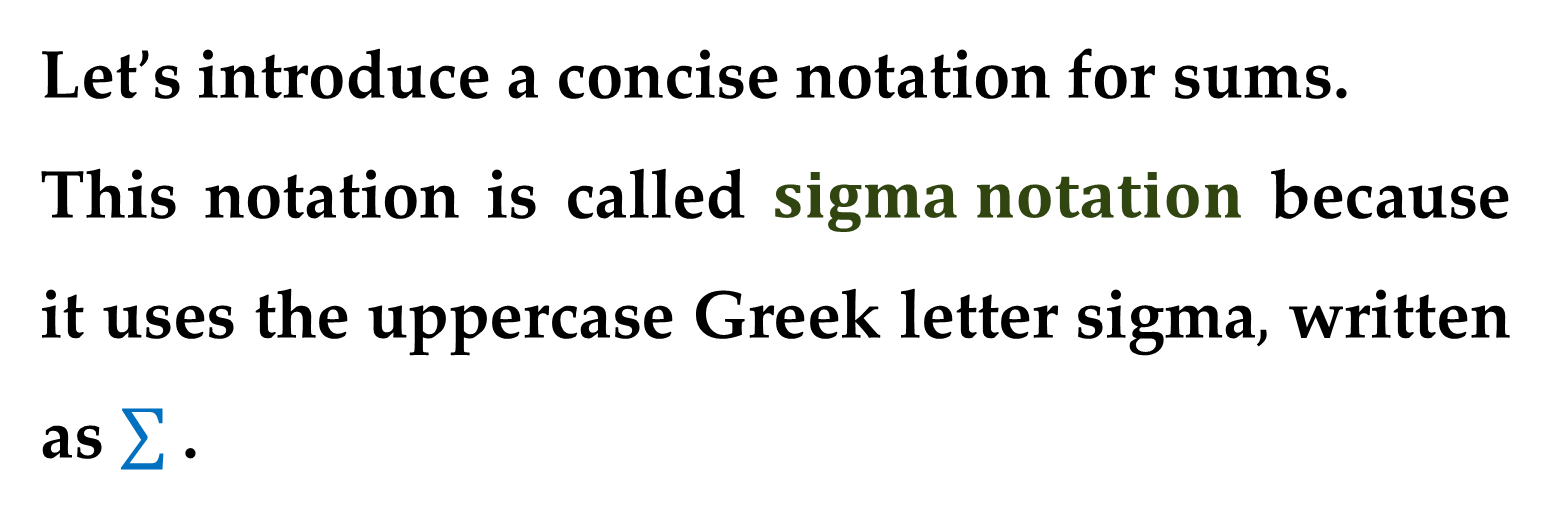 Let’s introduce a concise notation for sums.
This notation is called sigma notation because
it uses the uppercase Greek letter sigma, written
as ∑ .